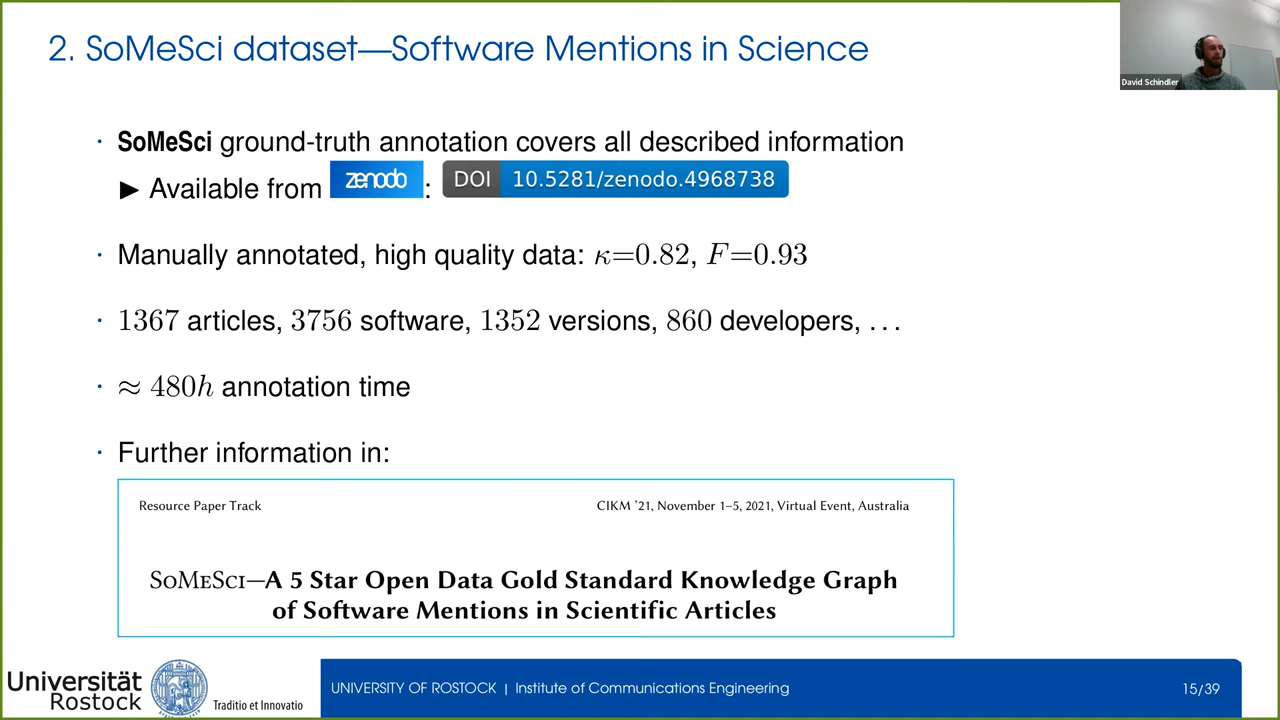 2. SoMeSci dataset—Software Mentions in Science
David Schindler
· SoMeSci ground-truth annotation covers all described information
▶ Available from zenodo: DOI 10.5281/zenodo.4968738
· Manually annotated, high quality data: κ=0.82, F=0.93
· 1367 articles, 3756 software, 1352 versions, 860 developers, …
· ≈ 480h annotation time
· Further information in:
Resource Paper Track CIKM ’21, November 1–5, 2021, Virtual Event, Australia
SoMeSci—A 5 Star Open Data Gold Standard Knowledge Graph
of Software Mentions in Scientific Articles
Universität
Rostock
Traditio et Innovatio
UNIVERSITY OF ROSTOCK | Institute of Communications Engineering 15/39